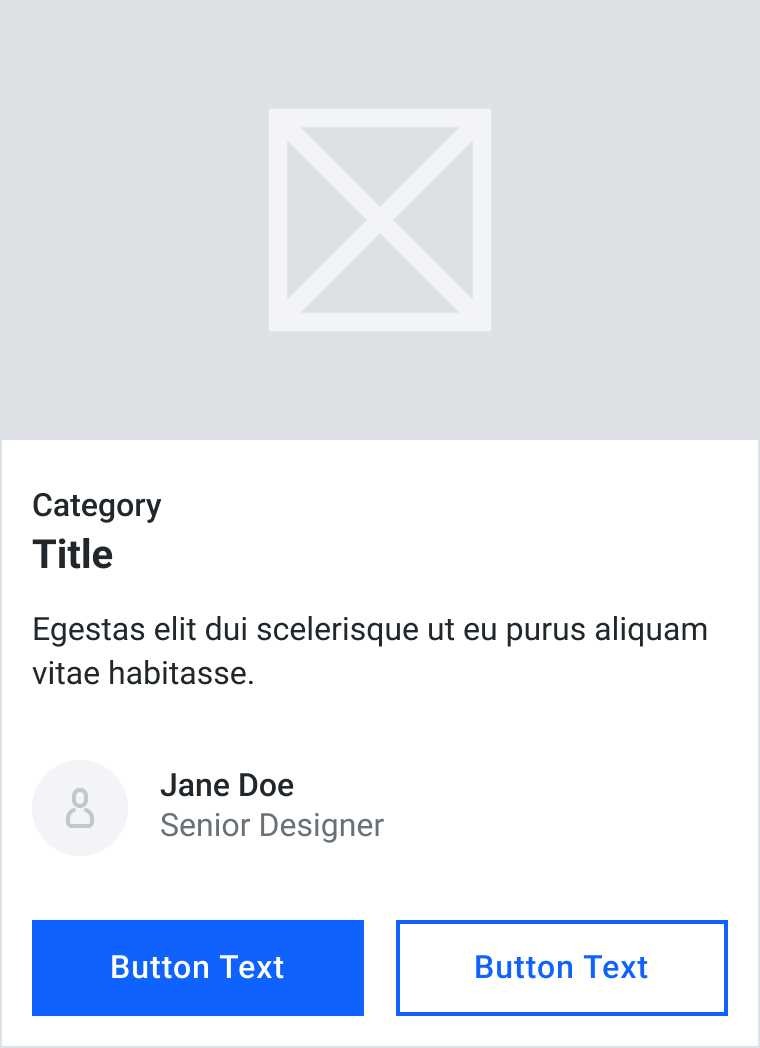 Category
Title
Egestas elit dui scelerisque ut eu purus aliquam
vitae habitasse.
Jane Doe
Senior Designer
Button Text
Button Text